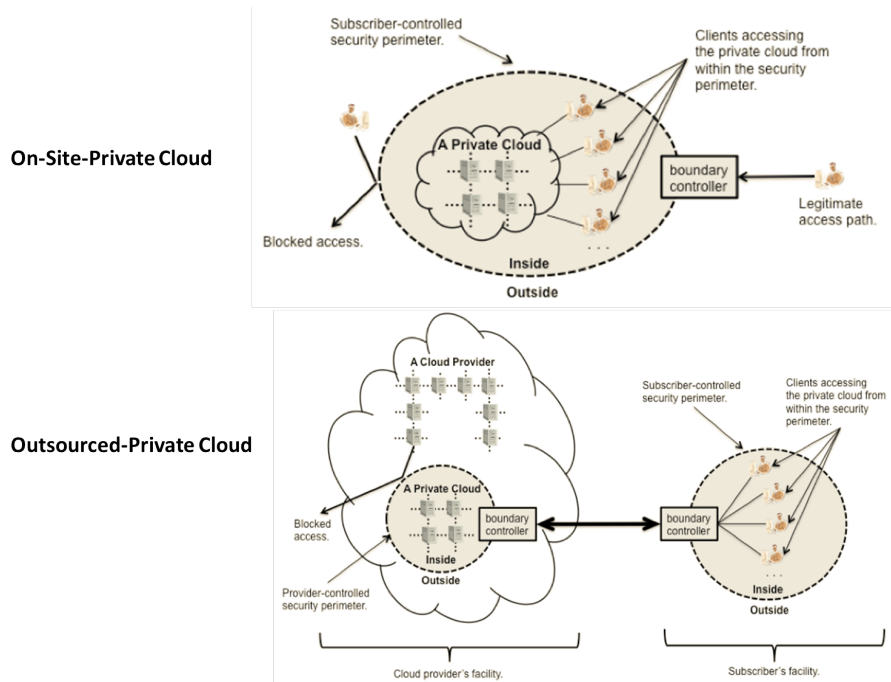 On-Site-Private Cloud
Subscriber-controlled
security perimeter.
Clients accessing
the private cloud from
within the security
perimeter.
A Private Cloud
boundary
controller
Legitimate
access path.
Blocked access.
. . .
Inside
Outside
Outsourced-Private Cloud
A Cloud Provider
Subscriber-controlled
security perimeter.
Clients accessing
the private cloud from
within the security
perimeter.
A Private Cloud
Blocked
access.
boundary
controller
boundary
controller
Inside
Outside
Provider-controlled
security perimeter.
. . .
Inside
Outside
Cloud provider's facility.
Subscriber's facility.